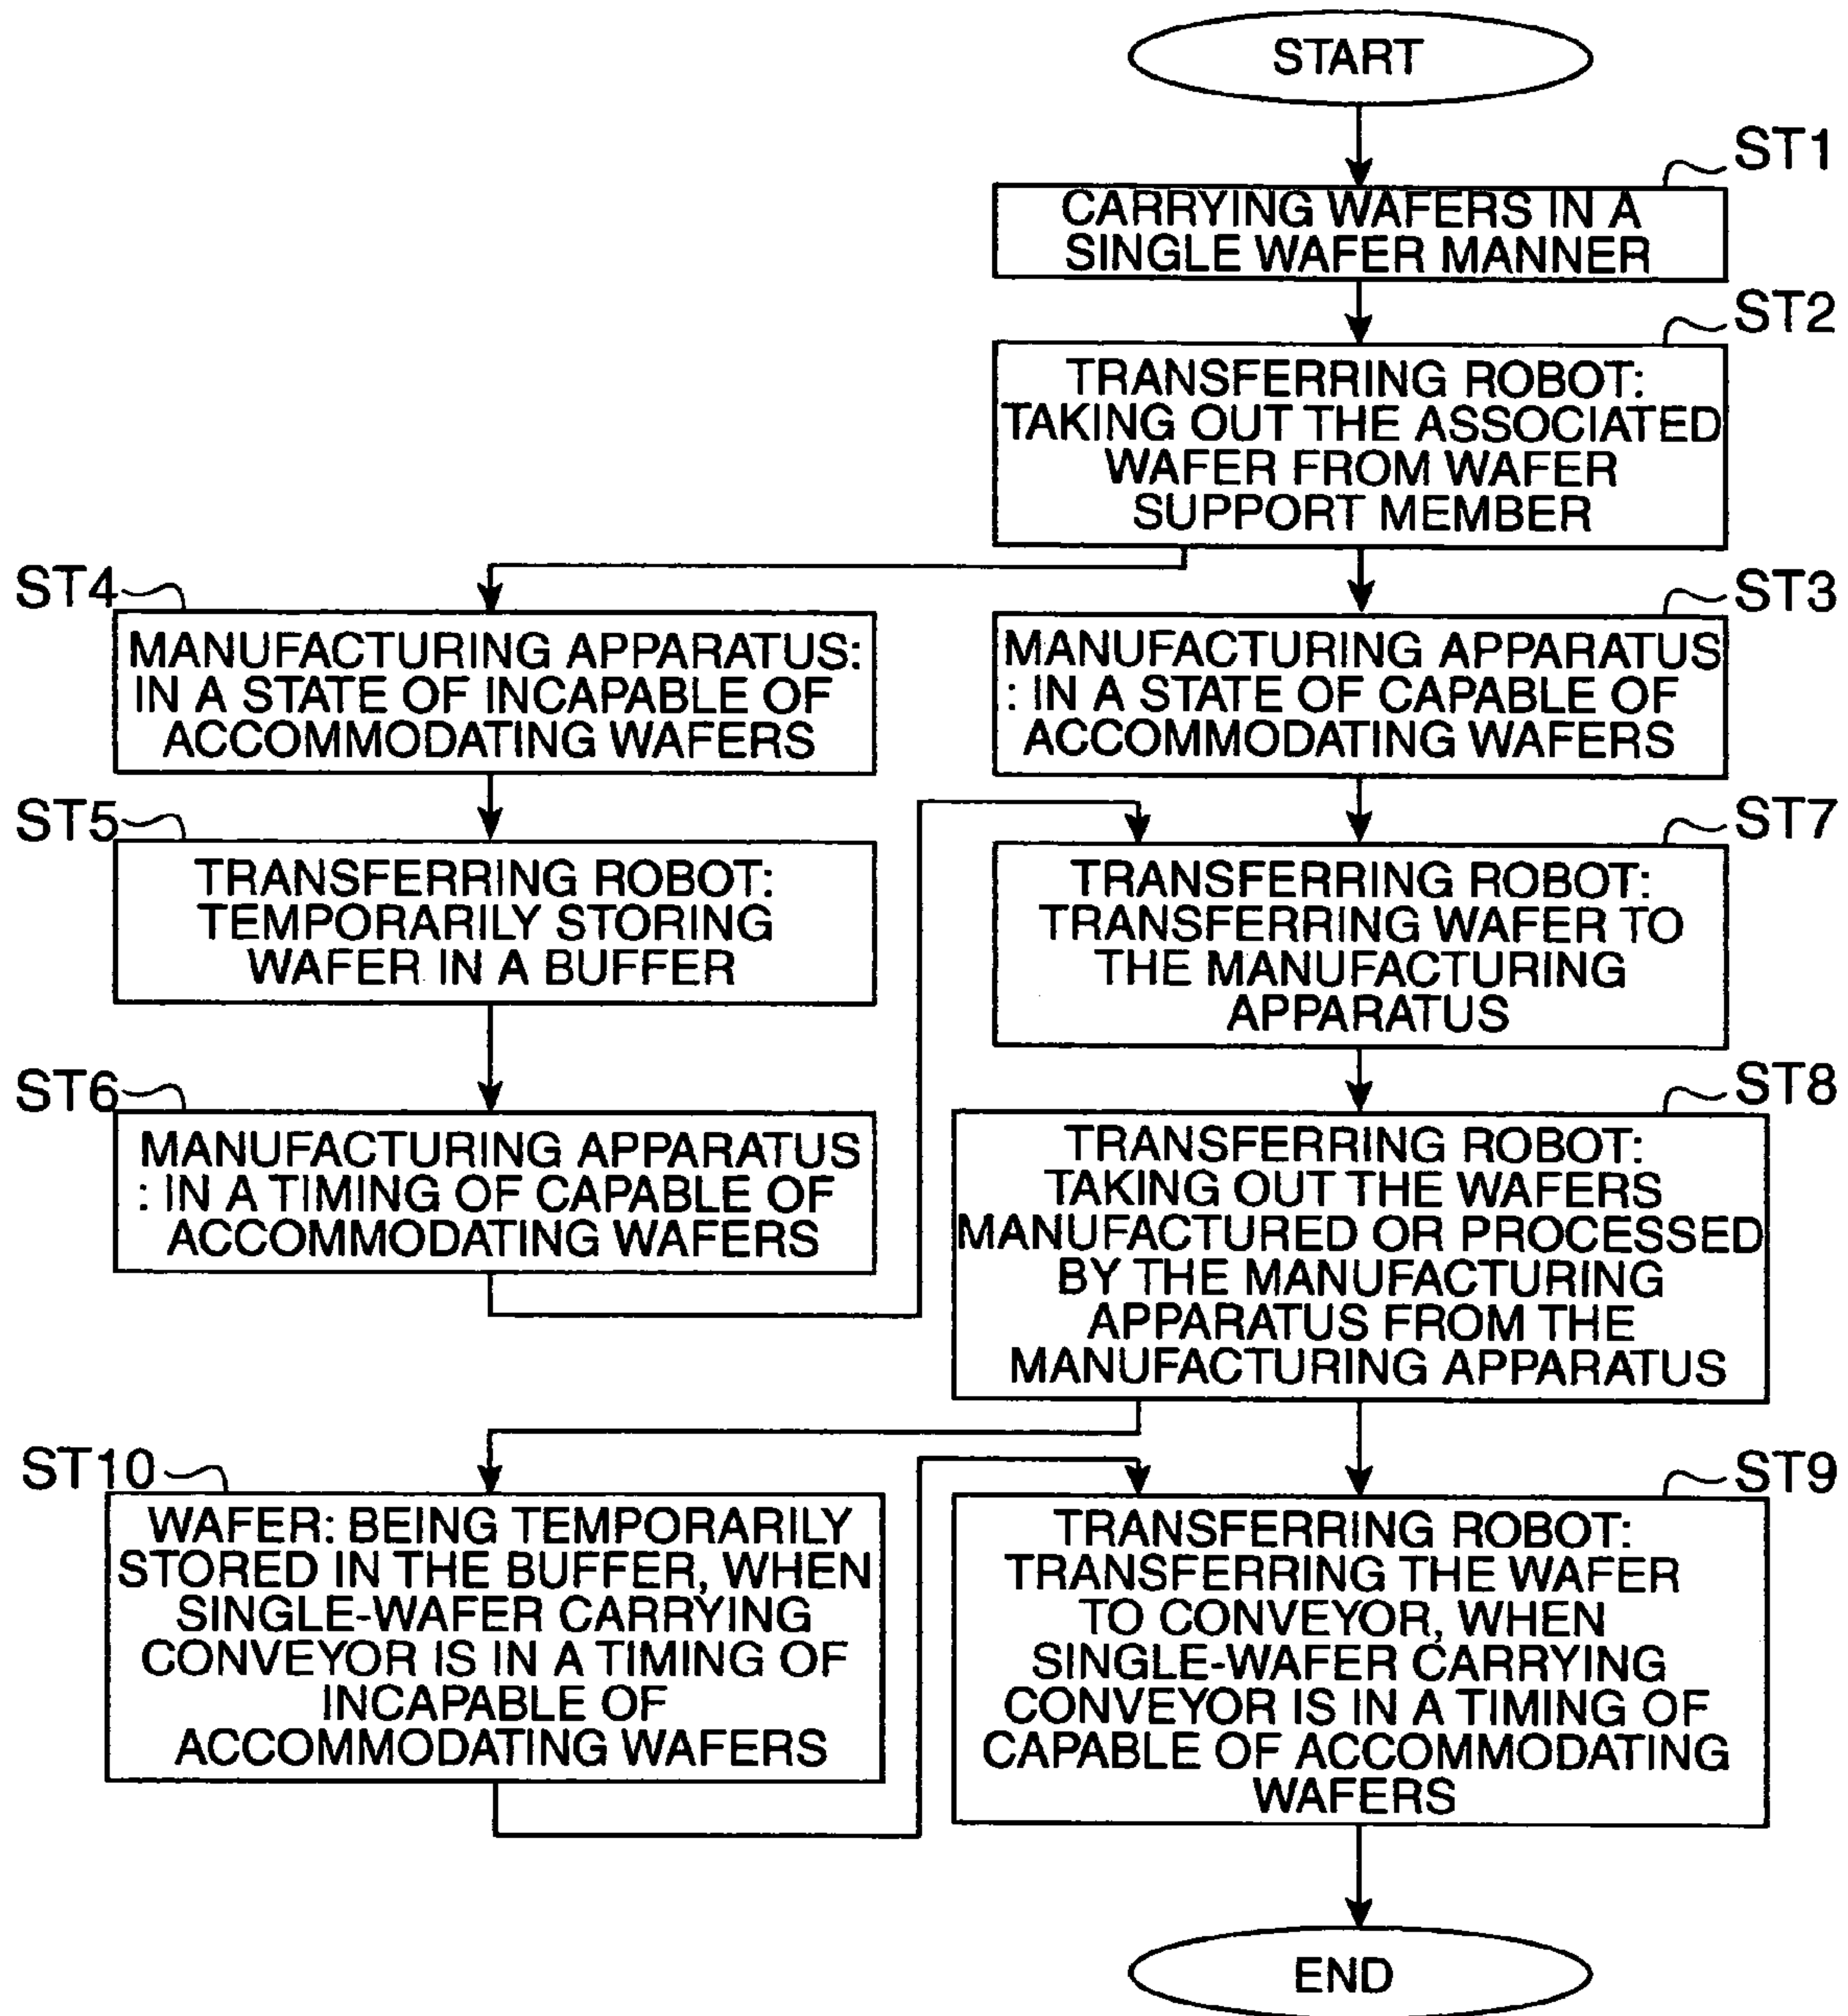 START
ST1
CARRYING WAFERS IN A
SINGLE WAFER MANNER
ST2
TRANSFERRING ROBOT:
TAKING OUT THE ASSOCIATED
WAFER FROM WAFER
SUPPORT MEMBER
ST4
MANUFACTURING APPARATUS:
IN A STATE OF INCAPABLE OF
ACCOMMODATING WAFERS
ST3
MANUFACTURING APPARATUS
: IN A STATE OF CAPABLE OF
ACCOMMODATING WAFERS
ST5
TRANSFERRING ROBOT:
TEMPORARILY STORING
WAFER IN A BUFFER
ST7
TRANSFERRING ROBOT:
TRANSFERRING WAFER TO
THE MANUFACTURING
APPARATUS
ST6
MANUFACTURING APPARATUS
: IN A TIMING OF CAPABLE OF
ACCOMMODATING WAFERS
ST8
TRANSFERRING ROBOT:
TAKING OUT THE WAFERS
MANUFACTURED OR PROCESSED
BY THE MANUFACTURING
APPARATUS FROM THE
MANUFACTURING APPARATUS
ST10
WAFER: BEING TEMPORARILY
STORED IN THE BUFFER, WHEN
SINGLE-WAFER CARRYING
CONVEYOR IS IN A TIMING OF
INCAPABLE OF
ACCOMMODATING WAFERS
ST9
TRANSFERRING ROBOT:
TRANSFERRING THE WAFER
TO CONVEYOR, WHEN
SINGLE-WAFER CARRYING
CONVEYOR IS IN A TIMING OF
CAPABLE OF ACCOMMODATING
WAFERS
END